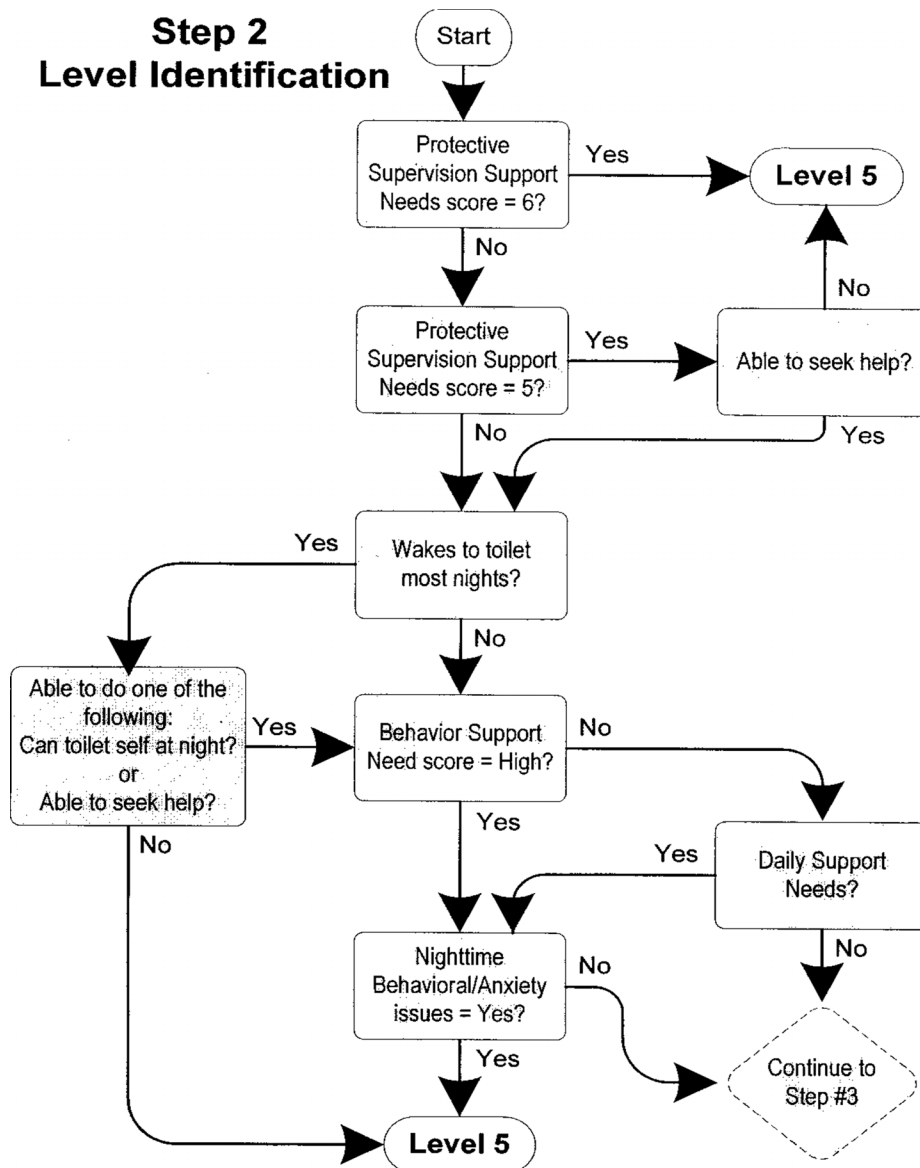 Step 2
Level Identification
Start
Protective
Supervision Support
Needs score = 6?
Yes
Level 5
No
No
Protective
Supervision Support
Needs score = 5?
Yes
Able to seek help?
No
Yes
Wakes to toilet
most nights?
Yes
No
Able to do one of the
following:
Can toilet self at night?
or
Able to seek help?
Yes
No
Behavior Support
Need score = High?
No
Yes
Daily Support
Needs?
Yes
No
Nighttime
Behavioral/Anxiety
issues = Yes?
No
Yes
Continue to
Step #3
Level 5